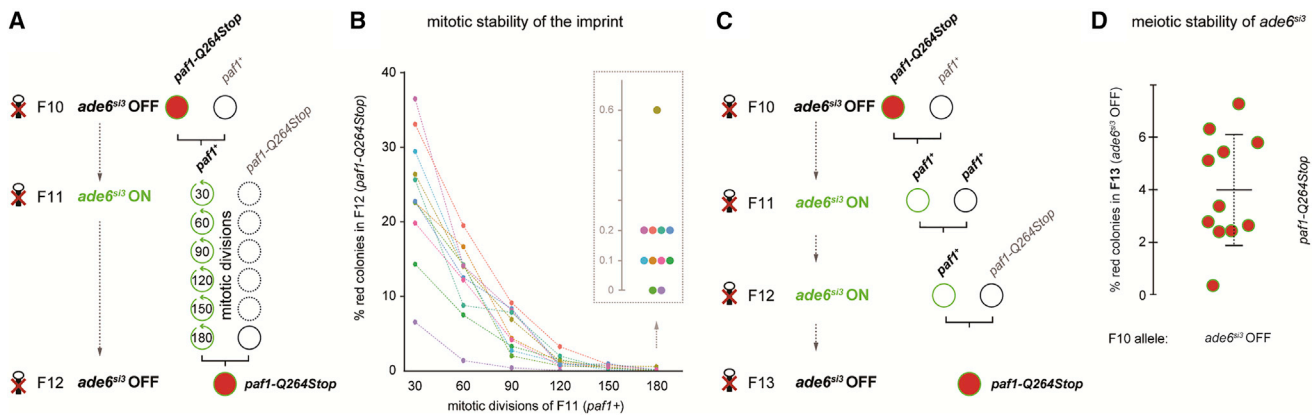 A
paf1-Q264Stop
paf1+
F10 ade6si3 OFF
paf1+
paf1-Q264Stop
F11 ade6si3 ON
30
60
90
120
150
180
mitotic divisions
F12 ade6si3 OFF
paf1-Q264Stop
B mitotic stability of the imprint
% red colonies in F12 (paf1-Q264Stop)
40
30
20
10
0
0.6
0.2
0.1
0
30 60 90 120 150 180
mitotic divisions of F11 (paf1+)
C
paf1-Q264Stop
paf1+
F10 ade6si3 OFF
paf1+
paf1+
F11 ade6si3 ON
paf1+
paf1-Q264Stop
F12 ade6si3 ON
F13 ade6si3 OFF
paf1-Q264Stop
D meiotic stability of ade6si3
% red colonies in F13 (ade6si3 OFF)
6
4
2
0
paf1-Q264Stop
F10 allele: ade6si3 OFF